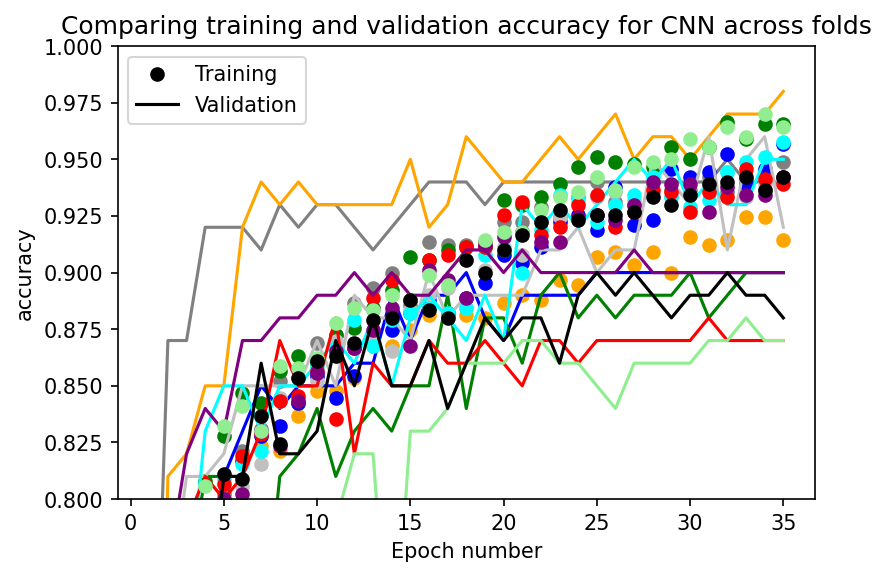 Comparing training and validation accuracy for CNN across folds
1.000
0.975
0.950
0.925
0.900
0.875
0.850
0.825
0.800
accuracy
Training
Validation
0 5 10 15 20 25 30 35
Epoch number